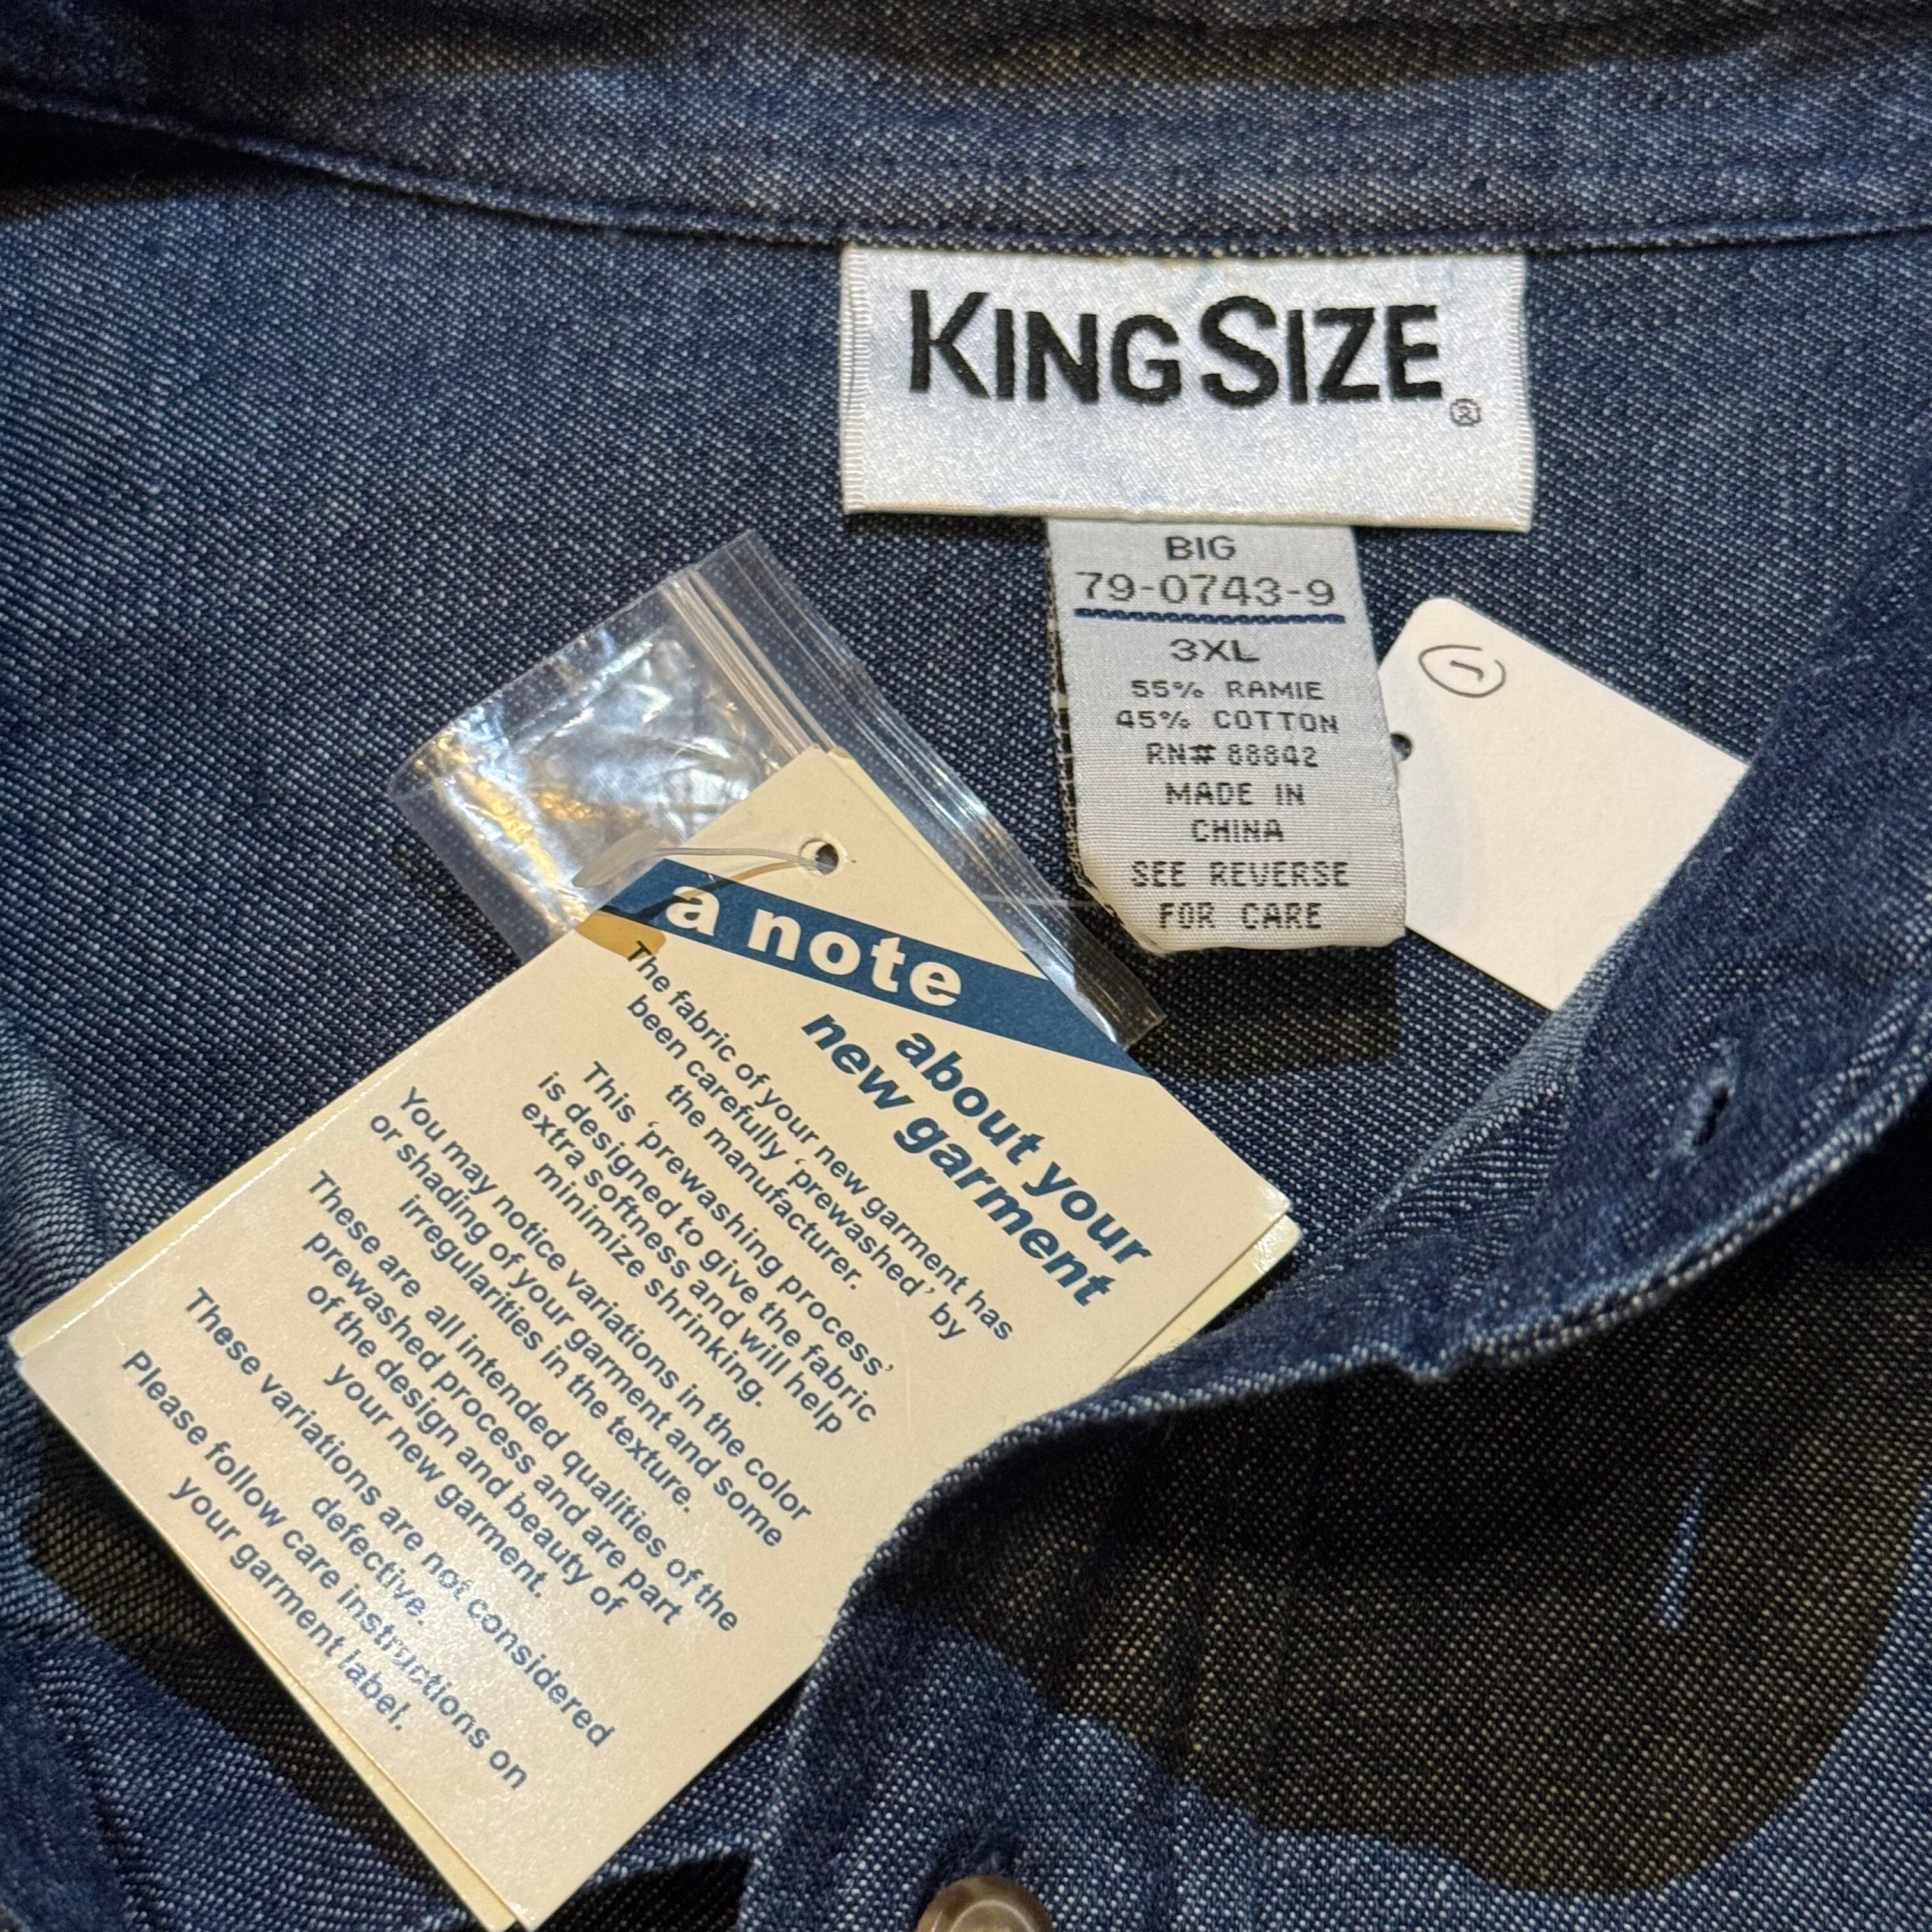 KINGSIZE®
BIG
79-0743-9
3XL
55% RAMIE
45% COTTON
RN# 88842
MADE IN
CHINA
SEE REVERSE
FOR CARE
1
a note
about your
new garment
The fabric of your new garment has
been carefully ‘prewashed’ by
the manufacturer.
This ‘prewashing process’
is designed to give the fabric
extra softness and will help
minimize shrinking.
You may notice variations in the color
or shading of your garment and some
irregularities in the texture.
These are all intended qualities of the
prewashed process and are part
of the design and beauty of
your new garment.
These variations are not considered
defective.
Please follow care instructions on
your garment label.